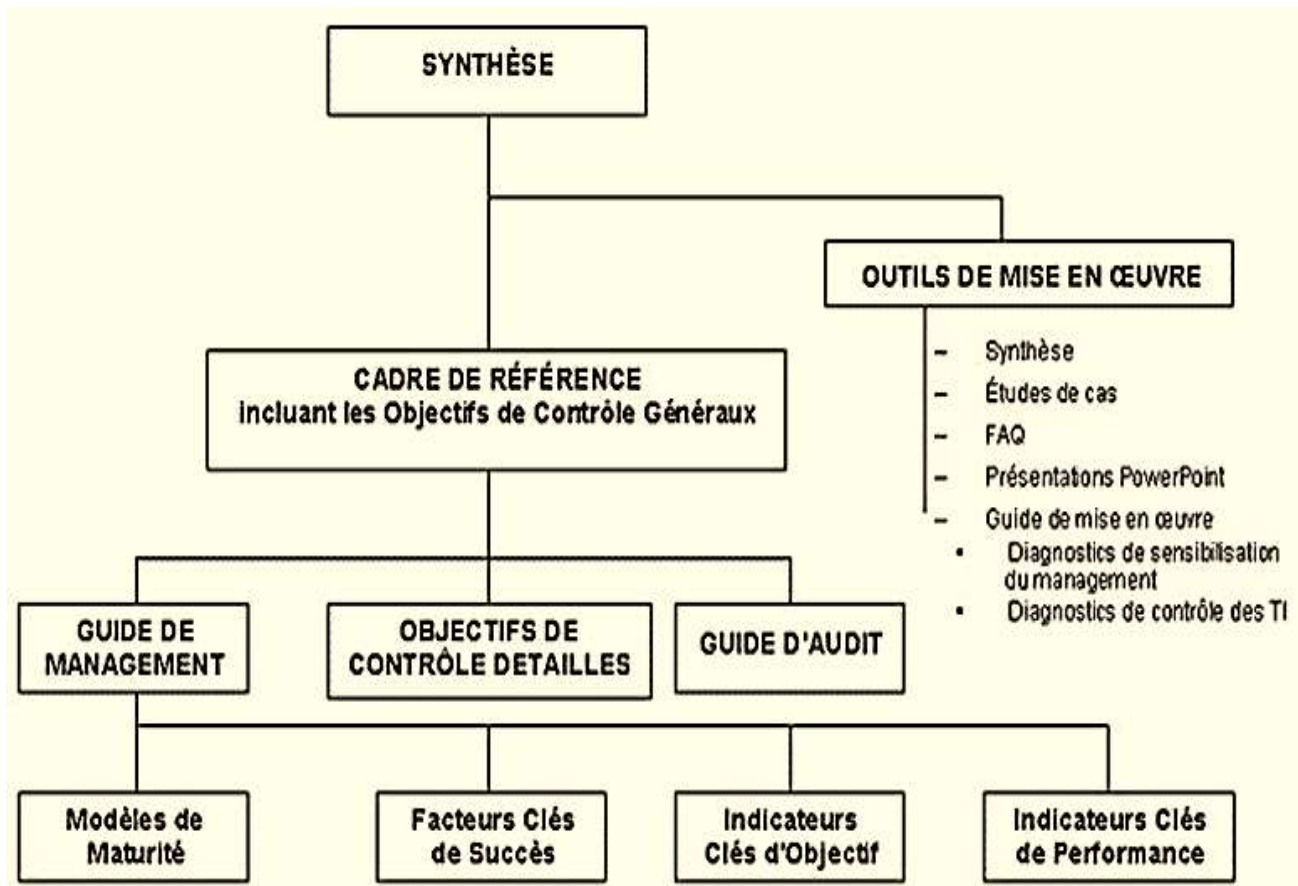 SYNTHÈSE
OUTILS DE MISE EN ŒUVRE
– Synthèse
– Études de cas
– FAQ
– Présentations PowerPoint
– Guide de mise en œuvre
• Diagnostics de sensibilisation
du management
• Diagnostics de contrôle des TI
CADRE DE RÉFÉRENCE
incluant les Objectifs de Contrôle Généraux
GUIDE DE
MANAGEMENT
OBJECTIFS DE
CONTRÔLE DETAILLES
GUIDE D'AUDIT
Modèles de
Maturité
Facteurs Clés
de Succès
Indicateurs
Clés d'Objectif
Indicateurs Clés
de Performance